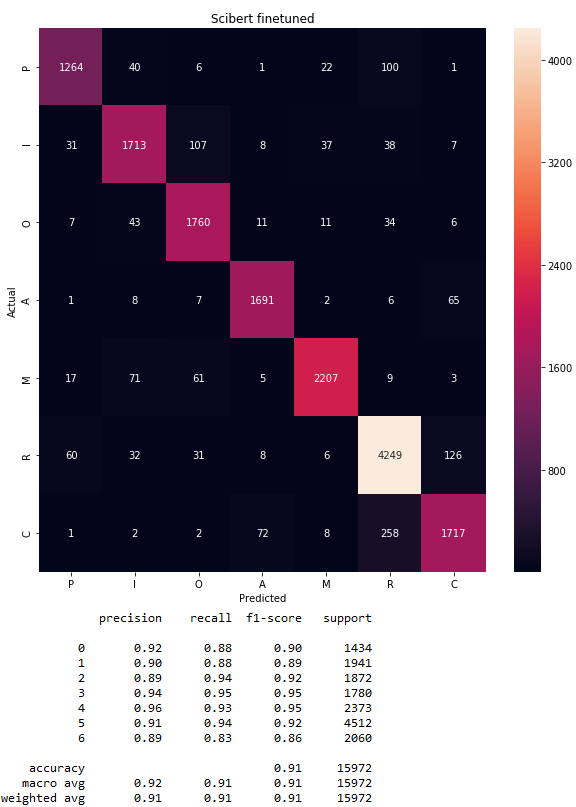 Scibert finetuned
P 1264 40 6 1 22 100 1
I 31 1713 107 8 37 38 7
O 7 43 1760 11 11 34 6
A 1 8 7 1691 2 6 65
M 17 71 61 5 2207 9 3
R 60 32 31 8 6 4249 126
C 1 2 2 72 8 258 1717
P I O A M R C
Actual
Predicted
4000
3200
2400
1600
800
precision recall f1-score support
0 0.92 0.88 0.90 1434
1 0.90 0.88 0.89 1941
2 0.89 0.94 0.92 1872
3 0.94 0.95 0.95 1780
4 0.96 0.93 0.95 2373
5 0.91 0.94 0.92 4512
6 0.89 0.83 0.86 2060
accuracy 0.91 15972
macro avg 0.92 0.91 0.91 15972
weighted avg 0.91 0.91 0.91 15972